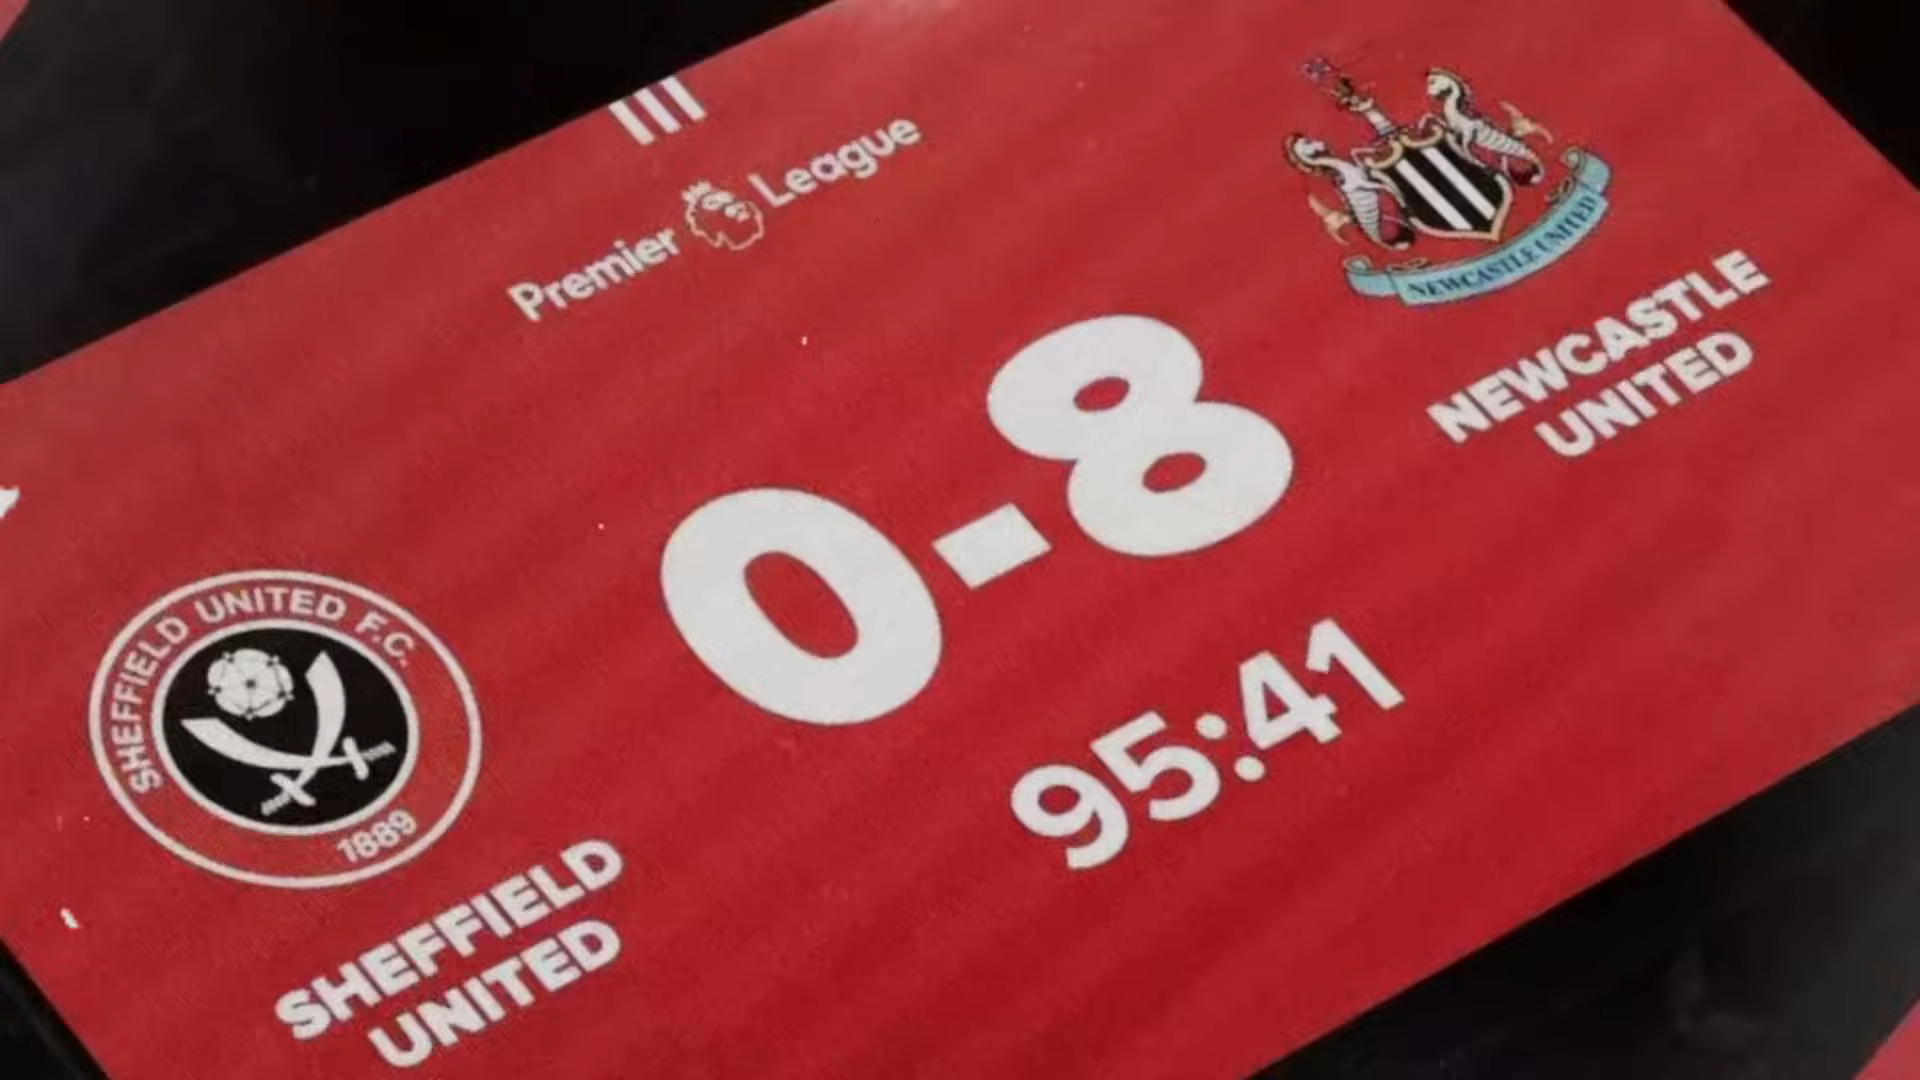 Premier League
NEWCASTLE UNITED
NEWCASTLE
UNITED
0-8
95:41
SHEFFIELD UNITED F.C.
1889
SHEFFIELD
UNITED